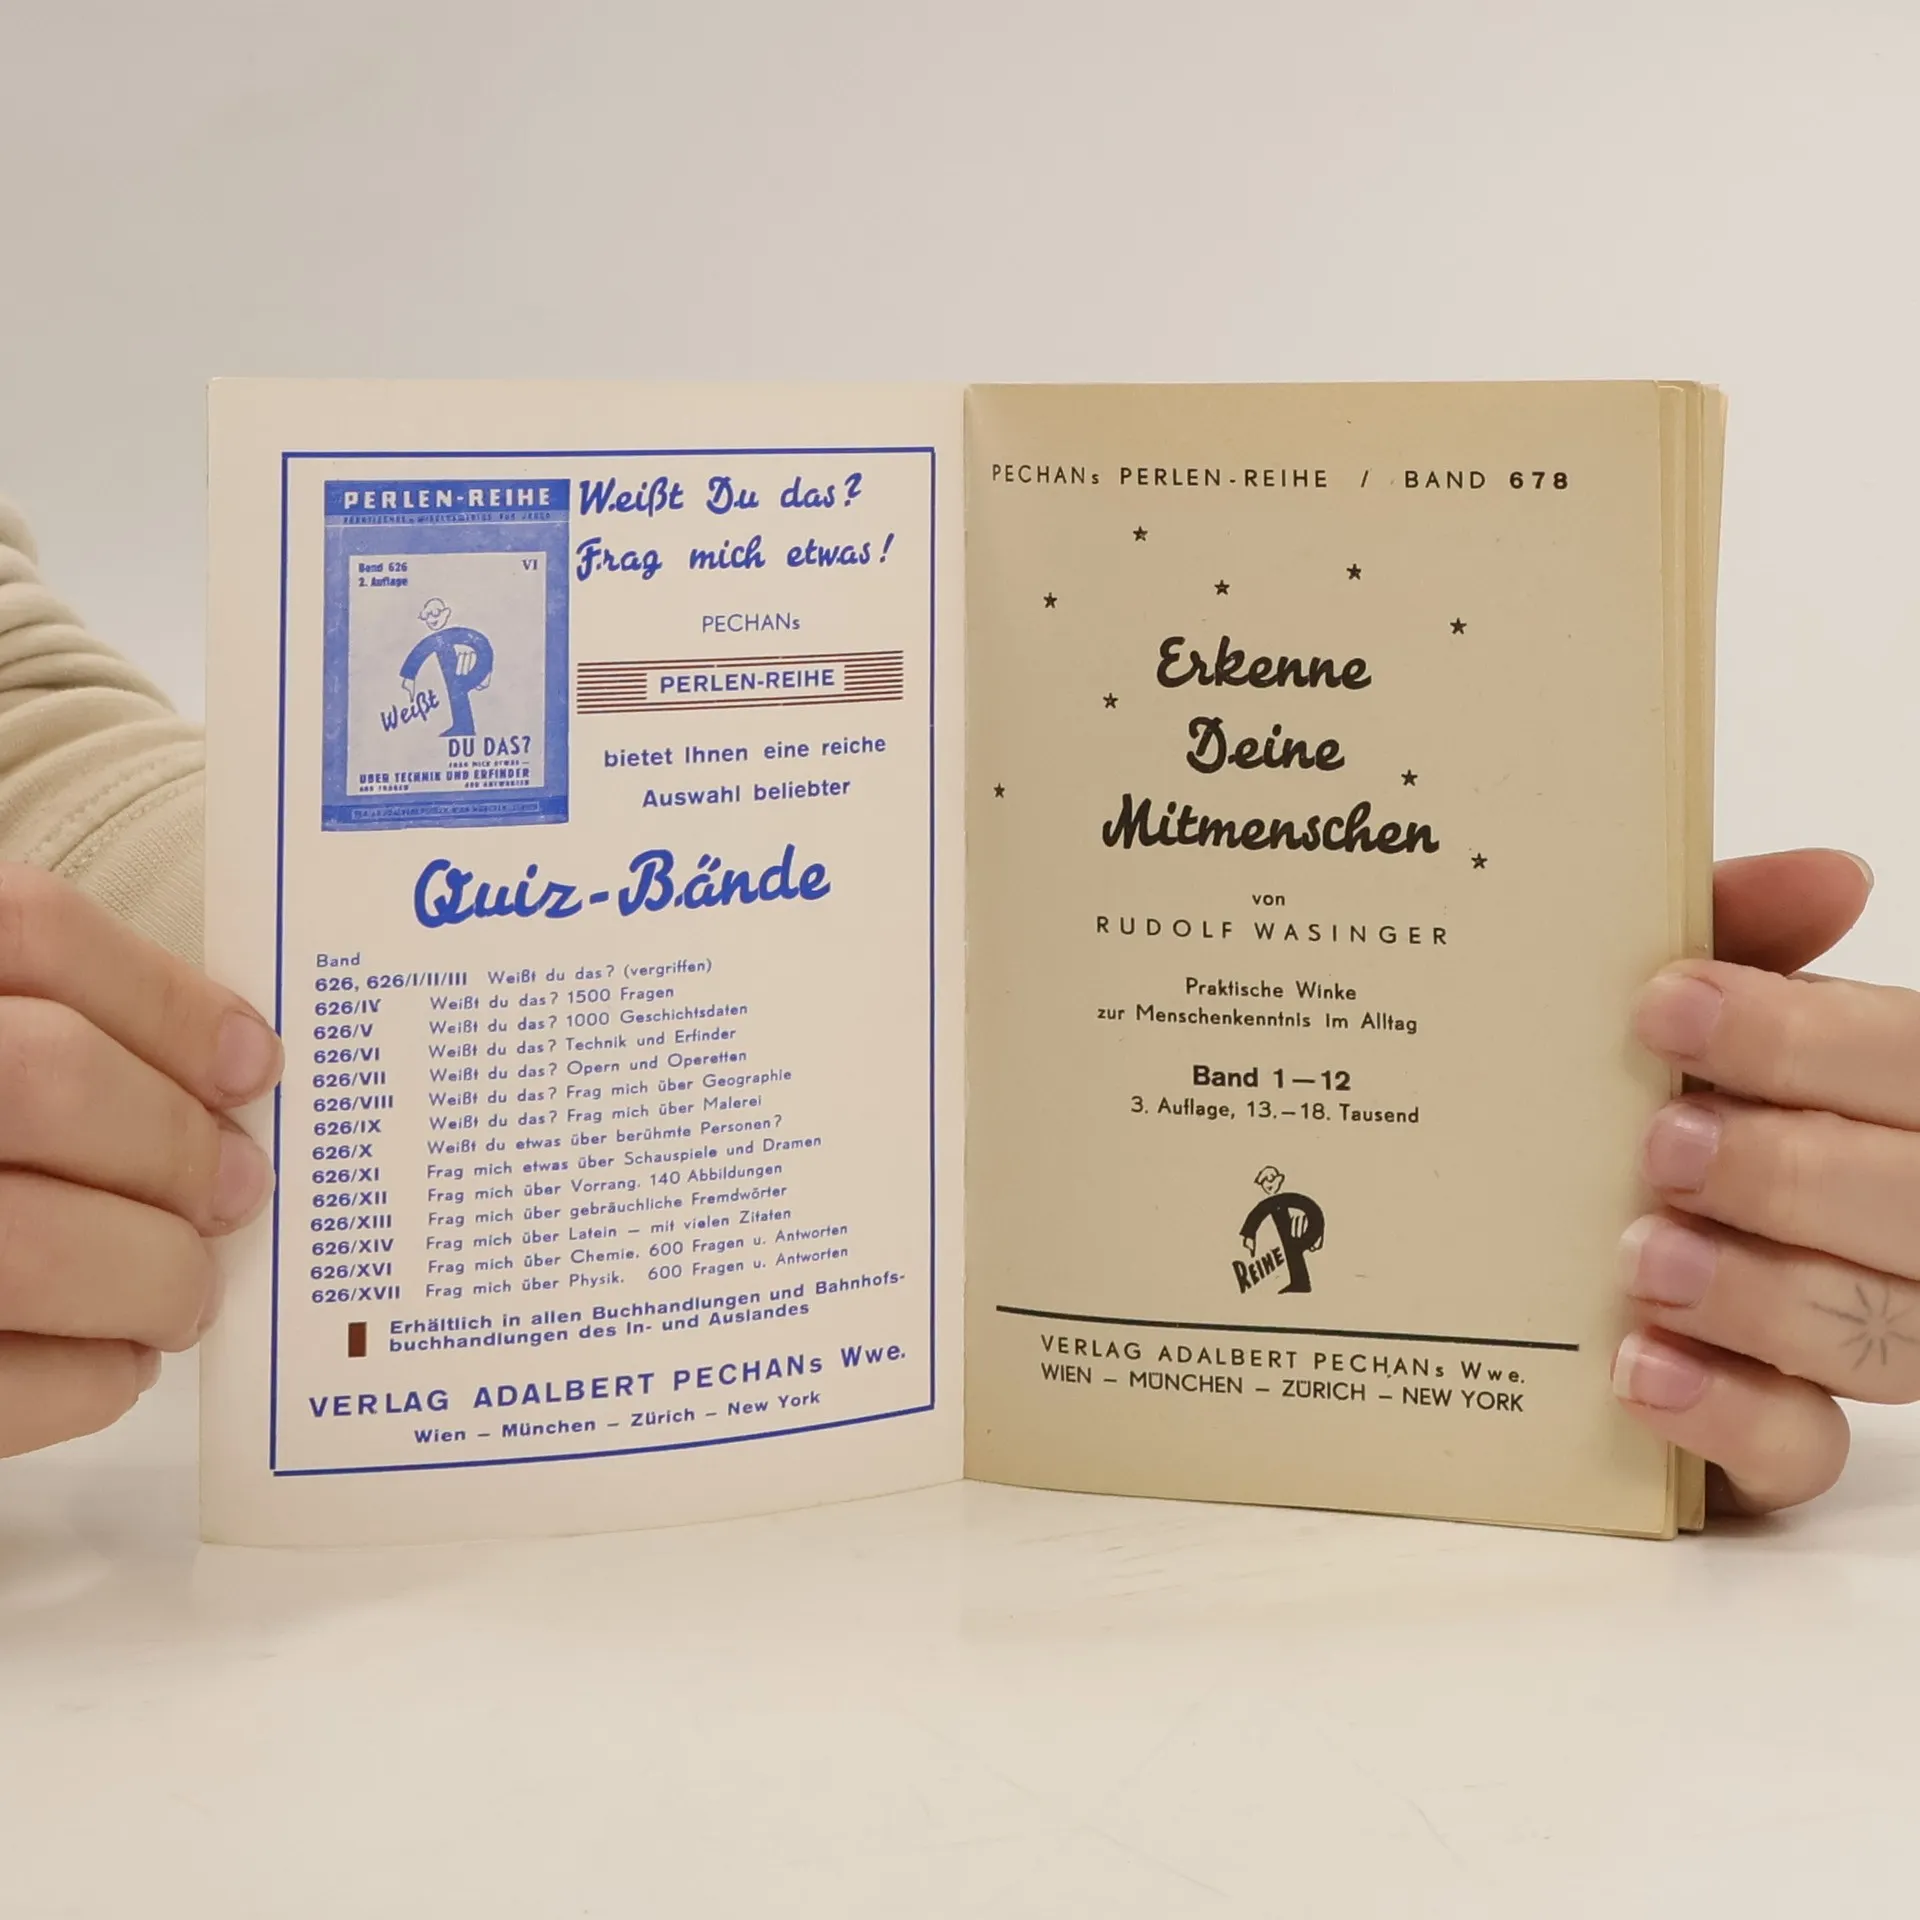 PERLEN-REIHE
Band 626
VI
2. Auflage
Weißt
DU DAS?
FRAG MICH ETWAS —
ÜBER TECHNIK UND ERFINDER
600 FRAGEN UND ANTWORTEN
Weißt Du das?
Frag mich etwas!
PECHANs
PERLEN-REIHE
bietet Ihnen eine reiche
Auswahl beliebter
Quiz-Bände
Band
626, 626/I/II/III Weißt du das? (vergriffen)
626/IV Weißt du das? 1500 Fragen
626/V Weißt du das? 1000 Geschichtsdaten
626/VI Weißt du das? Technik und Erfinder
626/VII Weißt du das? Opern und Operetten
626/VIII Weißt du das? Frag mich über Geographie
626/IX Weißt du das? Frag mich über Malerei
626/X Weißt du etwas über berühmte Personen?
626/XI Frag mich etwas über Schauspiele und Dramen
626/XII Frag mich über Vorrang. 140 Abbildungen
626/XIII Frag mich über gebräuchliche Fremdwörter
626/XIV Frag mich über Latein — mit vielen Zitaten
626/XVI Frag mich über Chemie. 600 Fragen u. Antworten
626/XVII Frag mich über Physik. 600 Fragen u. Antworten
Erhältlich in allen Buchhandlungen und Bahnhofs-
buchhandlungen des In- und Auslandes
VERLAG ADALBERT PECHANs Wwe.
Wien — München — Zürich — New York
PECHANs PERLEN-REIHE / BAND 678
Erkenne
Deine
Mitmenschen
von
RUDOLF WASINGER
Praktische Winke
zur Menschenkenntnis im Alltag
Band 1—12
3. Auflage, 13.—18. Tausend
REIHE
VERLAG ADALBERT PECHANs Wwe.
WIEN — MÜNCHEN — ZÜRICH — NEW YORK